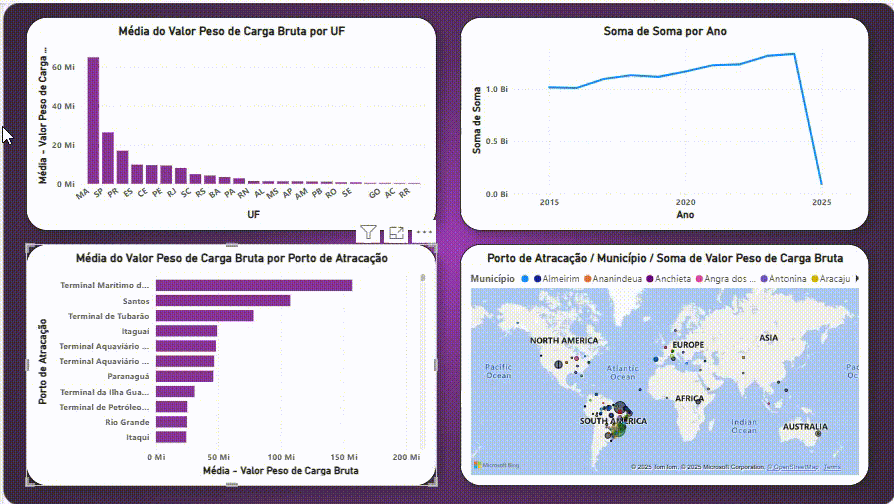 Média do Valor Peso de Carga Bruta por UF
Média - Valor Peso de Carga ...
60 Mi
40 Mi
20 Mi
0 Mi
MA SP PR ES CE PE RJ SC RS BA PA RN AL MS AP AM PB RO SE GO AC RR
UF
Soma de Soma por Ano
Soma de Soma
1.0 Bi
0.5 Bi
0.0 Bi
2015 2020 2025
Ano
Média do Valor Peso de Carga Bruta por Porto de Atracação
Porto de Atracação
Terminal Marítimo d...
Santos
Terminal de Tubarão
Itaguaí
Terminal Aquaviário ...
Terminal Aquaviário ...
Paranaguá
Terminal da Ilha Gua...
Terminal de Petróleo...
Rio Grande
Itaqui
0 Mi 50 Mi 100 Mi 150 Mi 200 Mi
Média - Valor Peso de Carga Bruta
Porto de Atracação / Município / Soma de Valor Peso de Carga Bruta
Município Almeirim Ananindeua Anchieta Angra dos ... Antonina Aracaju
NORTH AMERICA
EUROPE
ASIA
Pacific Ocean
Atlantic Ocean
Pac
Oc
AFRICA
SOUTH AMERICA
Indian Ocean
AUSTRALIA
Microsoft Bing
© 2025 TomTom, © 2025 Microsoft Corporation, © OpenStreetMap Terms